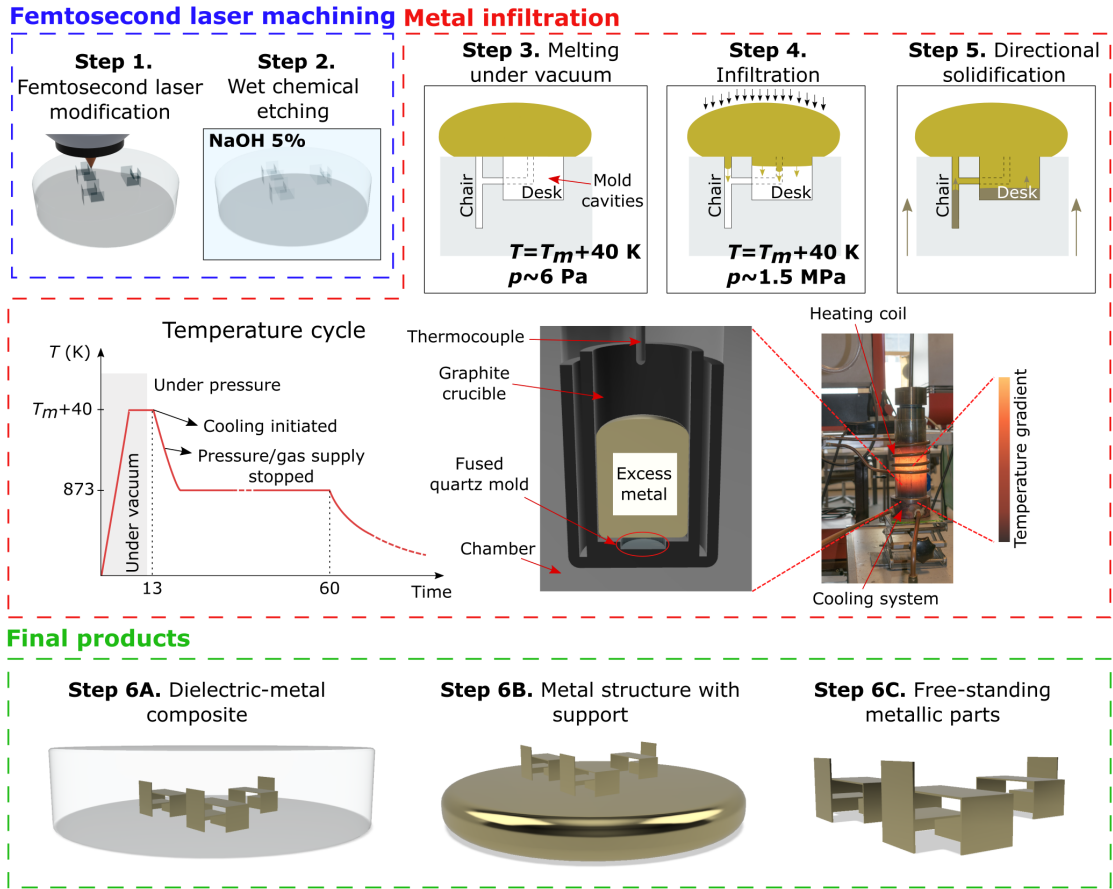 Femtosecond laser machining
Metal infiltration
Step 1.
Femtosecond laser
modification
Step 2.
Wet chemical
etching
NaOH 5%
Step 3. Melting
under vacuum
Chair
Desk
Mold
cavities
T=Tm+40 K
p~6 Pa
Step 4.
Infiltration
Chair
Desk
T=Tm+40 K
p~1.5 MPa
Step 5. Directional
solidification
Chair
Desk
Temperature cycle
T (K)
Under pressure
Tm+40
Cooling initiated
Pressure/gas supply
stopped
873
Under vacuum
13
60
Time
Thermocouple
Graphite
crucible
Fused
quartz mold
Chamber
Excess
metal
Heating coil
Temperature gradient
Cooling system
Final products
Step 6A. Dielectric-metal
composite
Step 6B. Metal structure with
support
Step 6C. Free-standing
metallic parts